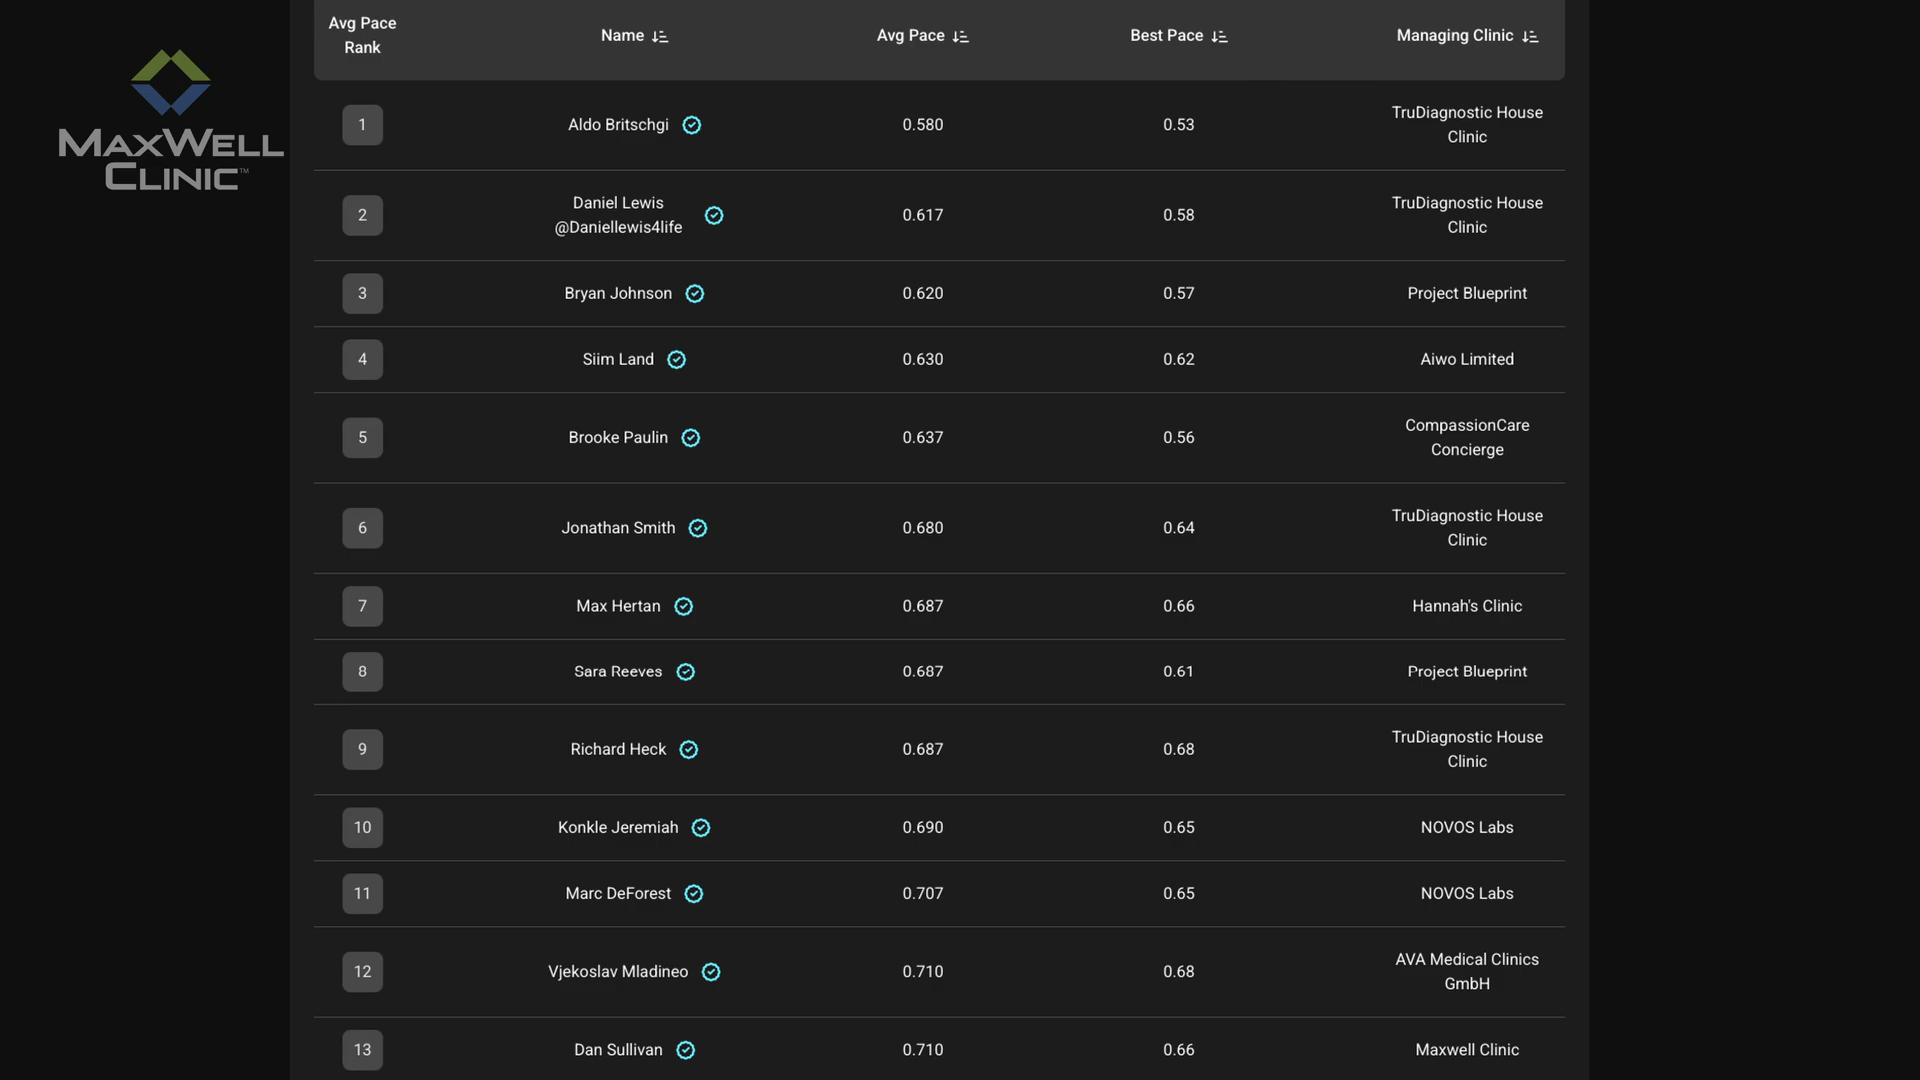 MAXWELL
CLINIC™
Avg Pace
Rank
Name
Avg Pace
Best Pace
Managing Clinic
1
Aldo Britschgi
0.580
0.53
TruDiagnostic House
Clinic
2
Daniel Lewis
@Daniellewis4life
0.617
0.58
TruDiagnostic House
Clinic
3
Bryan Johnson
0.620
0.57
Project Blueprint
4
Siim Land
0.630
0.62
Aiwo Limited
5
Brooke Paulin
0.637
0.56
CompassionCare
Concierge
6
Jonathan Smith
0.680
0.64
TruDiagnostic House
Clinic
7
Max Hertan
0.687
0.66
Hannah's Clinic
8
Sara Reeves
0.687
0.61
Project Blueprint
9
Richard Heck
0.687
0.68
TruDiagnostic House
Clinic
10
Konkle Jeremiah
0.690
0.65
NOVOS Labs
11
Marc DeForest
0.707
0.65
NOVOS Labs
12
Vjekoslav Mladineo
0.710
0.68
AVA Medical Clinics
GmbH
13
Dan Sullivan
0.710
0.66
Maxwell Clinic